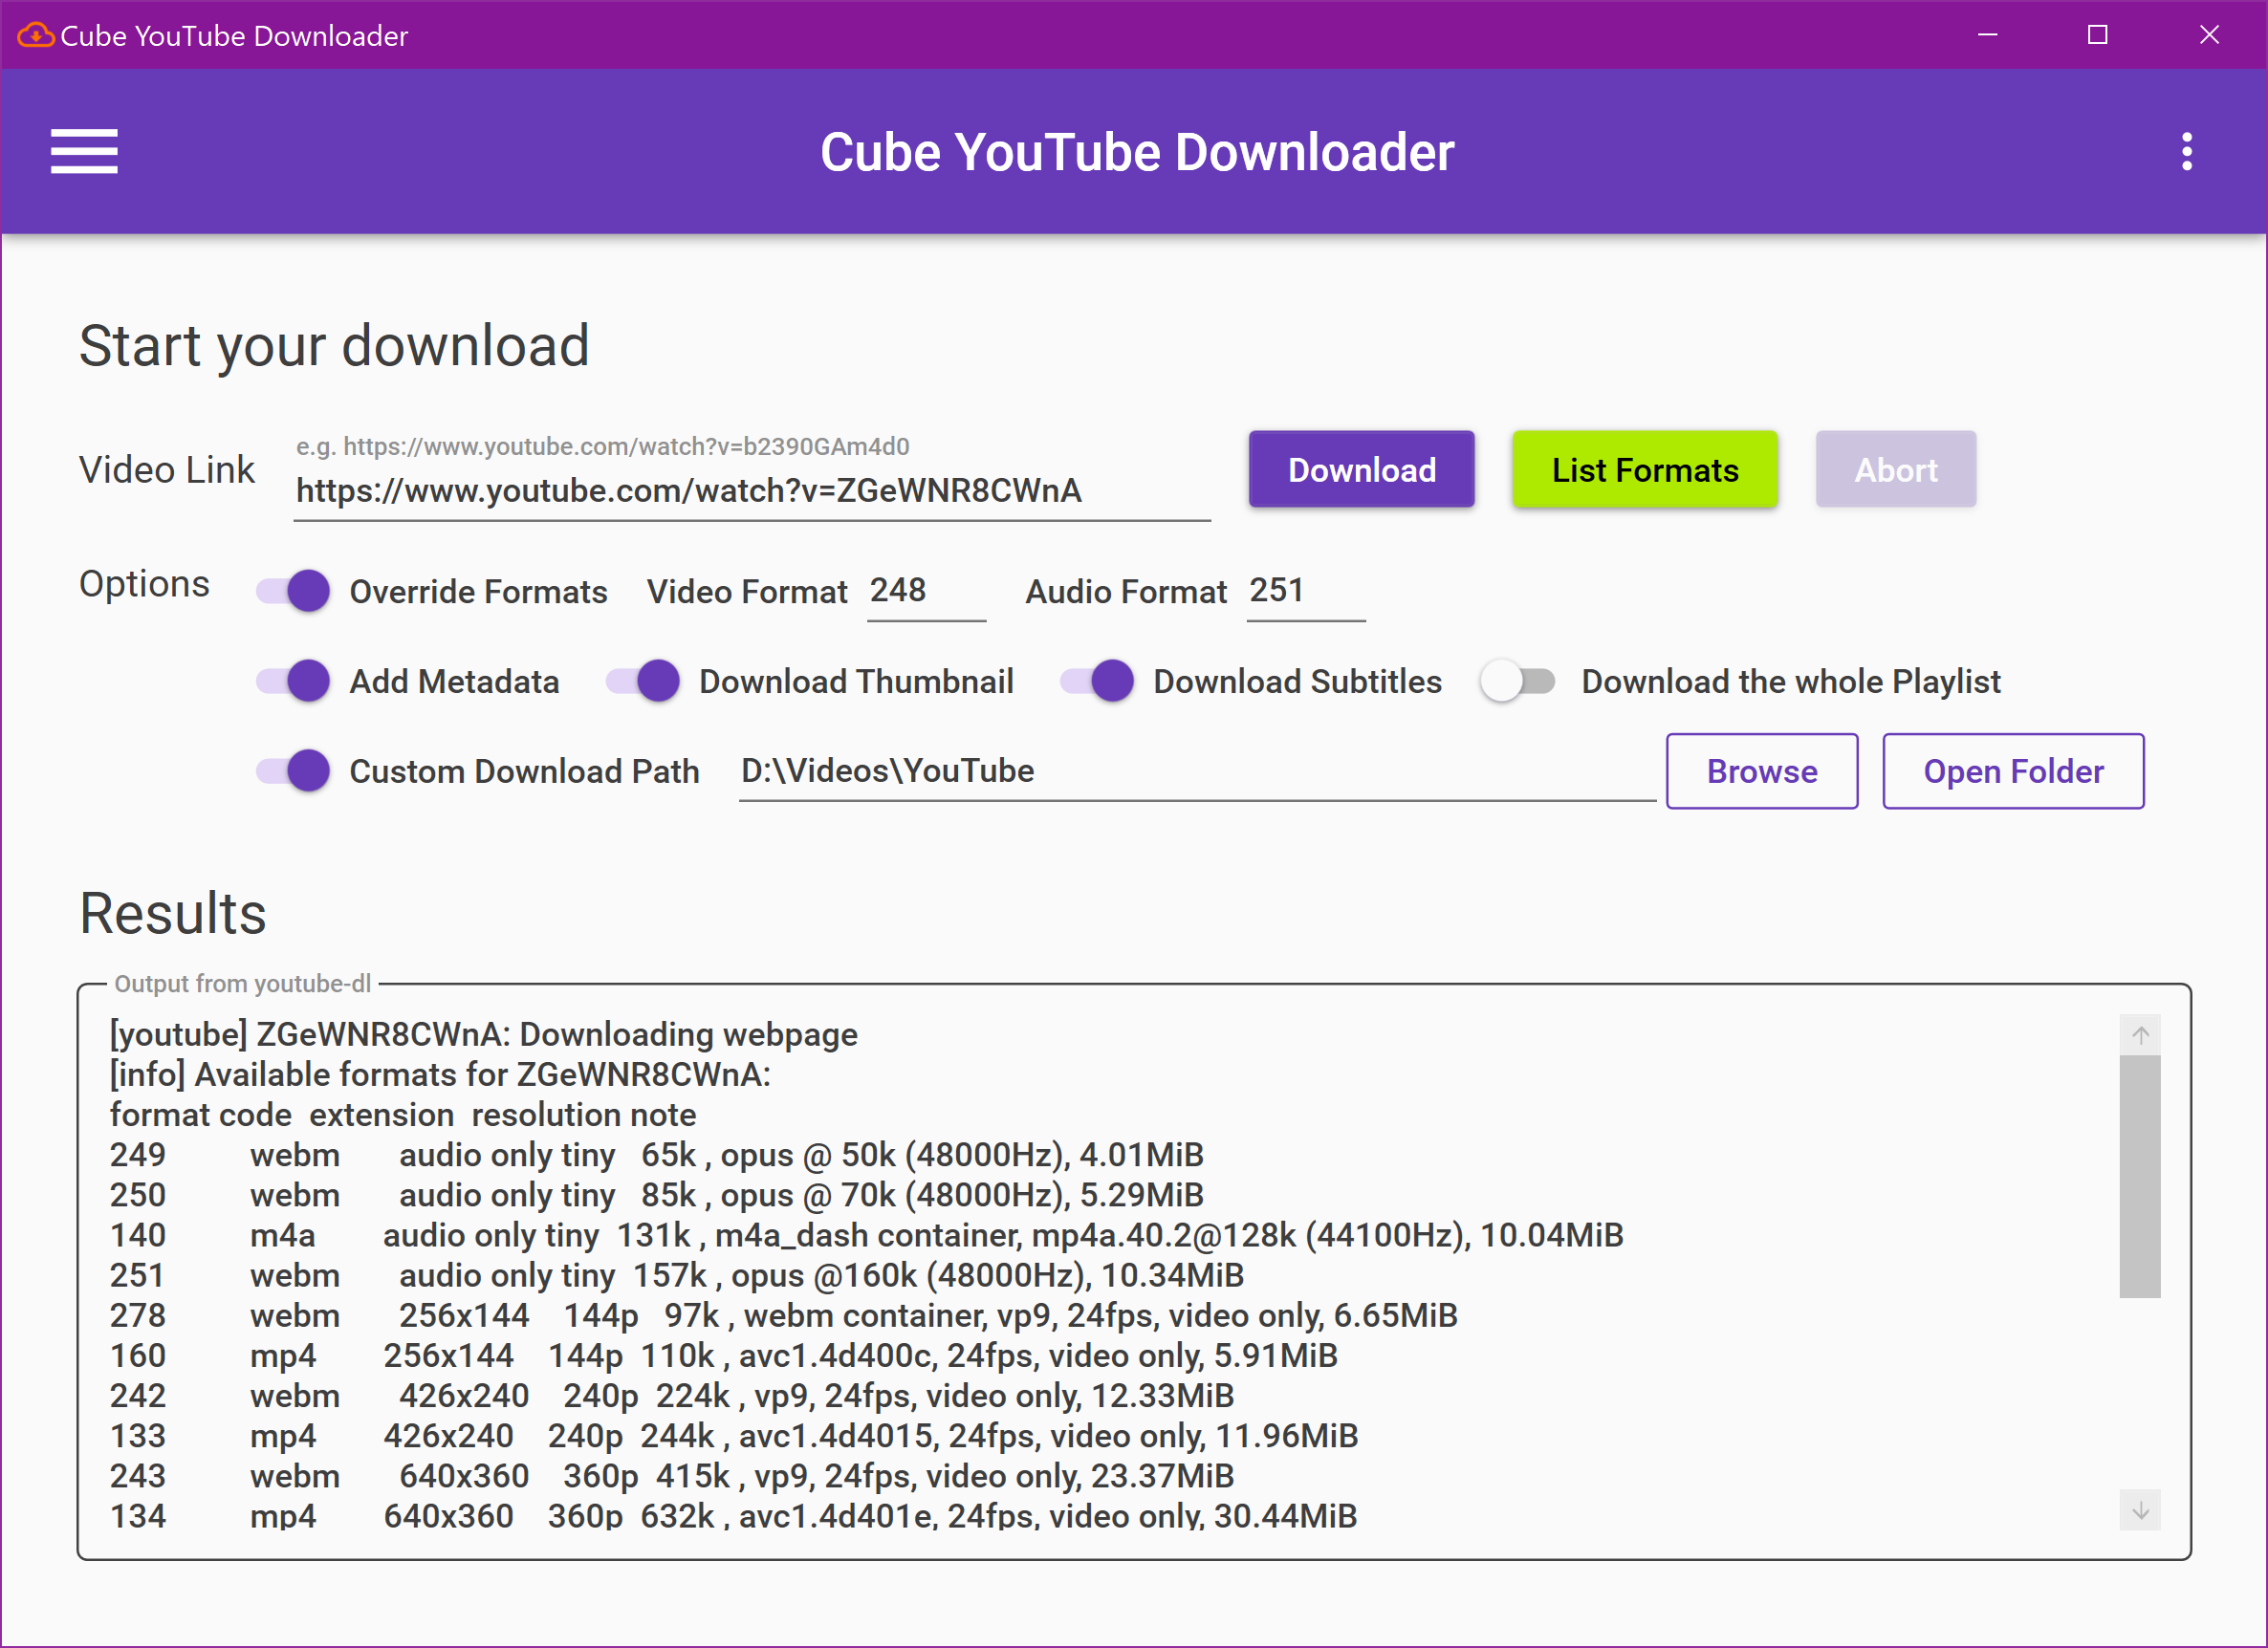 Cube YouTube Downloader
Cube YouTube Downloader
Start your download
Video Link
e.g. https://www.youtube.com/watch?v=b2390GAm4d0
https://www.youtube.com/watch?v=ZGeWNR8CWnA
Download List Formats Abort
Options Override Formats Video Format 248 Audio Format 251
Add Metadata Download Thumbnail Download Subtitles Download the whole Playlist
Custom Download Path D:\Videos\YouTube Browse Open Folder
Results
Output from youtube-dl
[youtube] ZGeWNR8CWnA: Downloading webpage
[info] Available formats for ZGeWNR8CWnA:
format code extension resolution note
249 webm audio only tiny 65k , opus @ 50k (48000Hz), 4.01MiB
250 webm audio only tiny 85k , opus @ 70k (48000Hz), 5.29MiB
140 m4a audio only tiny 131k , m4a_dash container, mp4a.40.2@128k (44100Hz), 10.04MiB
251 webm audio only tiny 157k , opus @160k (48000Hz), 10.34MiB
278 webm 256x144 144p 97k , webm container, vp9, 24fps, video only, 6.65MiB
160 mp4 256x144 144p 110k , avc1.4d400c, 24fps, video only, 5.91MiB
242 webm 426x240 240p 224k , vp9, 24fps, video only, 12.33MiB
133 mp4 426x240 240p 244k , avc1.4d4015, 24fps, video only, 11.96MiB
243 webm 640x360 360p 415k , vp9, 24fps, video only, 23.37MiB
134 mp4 640x360 360p 632k , avc1.4d401e, 24fps, video only, 30.44MiB